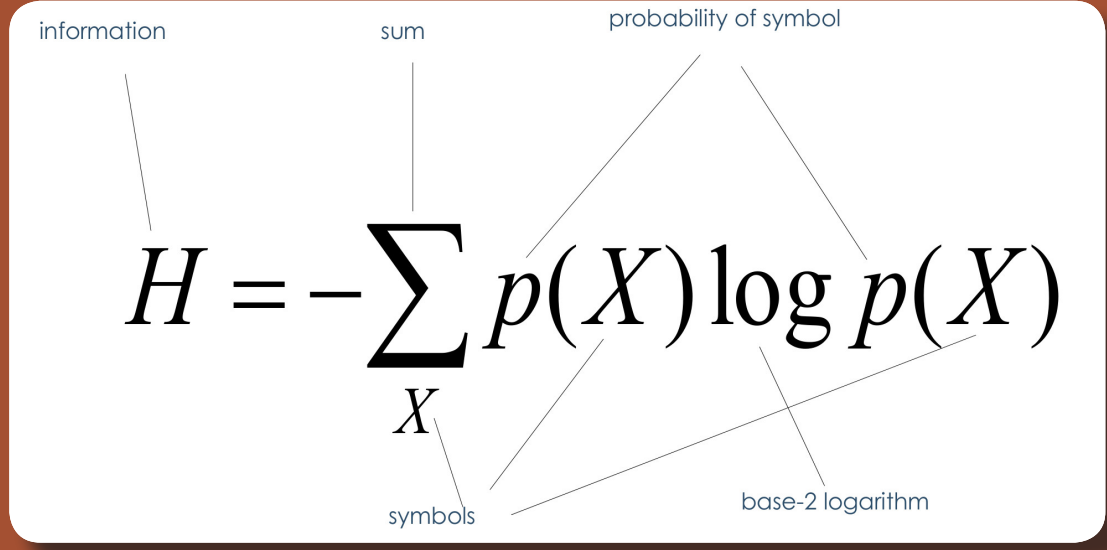 information
sum
probability of symbol
H = −∑ p(X) log p(X)
X
symbols
base-2 logarithm